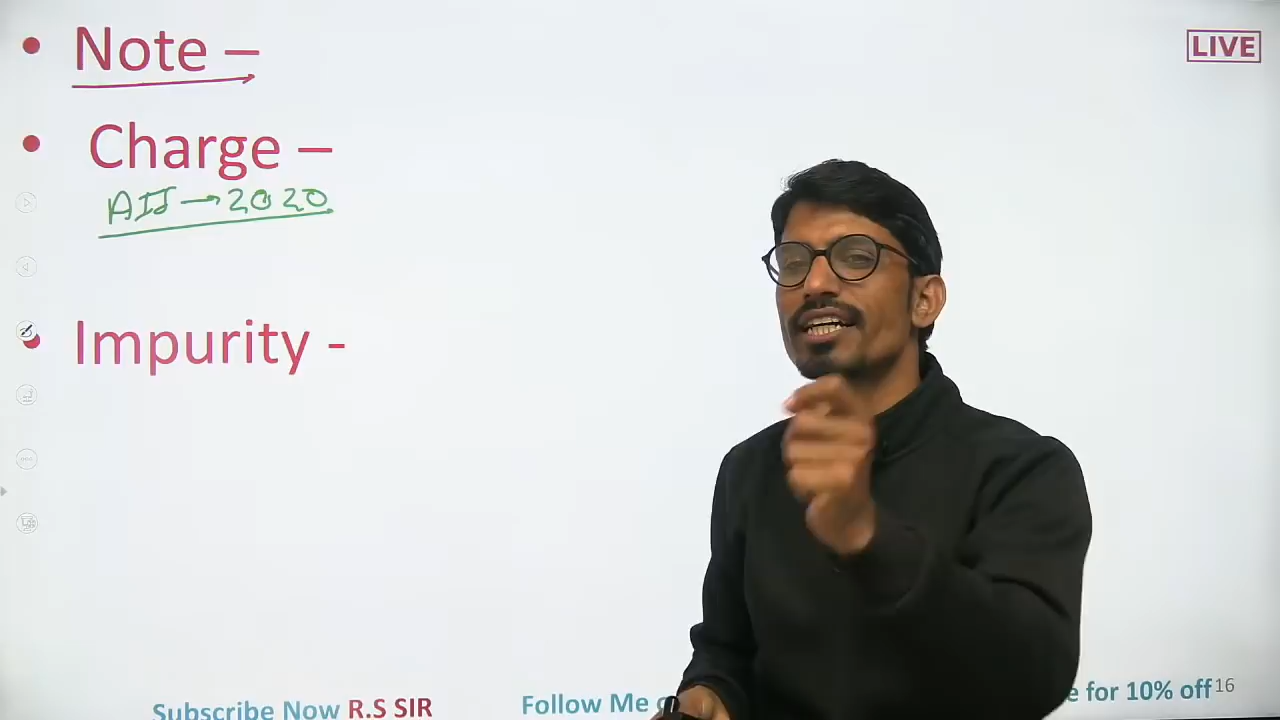 • Note –
LIVE
• Charge –
AIJ → 2020
• Impurity -
Subscribe Now R.S SIR
Follow Me
e for 10% off
16